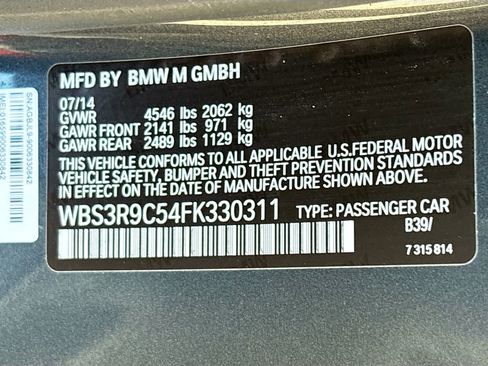 MFD BY BMW M GMBH
07/14
GVWR 4546 lbs 2062 kg
GAWR FRONT 2141 lbs 971 kg
GAWR REAR 2489 lbs 1129 kg
THIS VEHICLE CONFORMS TO ALL APPLICABLE U.S. FEDERAL MOTOR
VEHICLE SAFETY, BUMPER AND THEFT PREVENTION STANDARDS
IN EFFECT ON THE DATE OF MANUFACTURE SHOWN ABOVE.
WBS3R9C54FK330311 TYPE: PASSENGER CAR
B39/
7 315 814